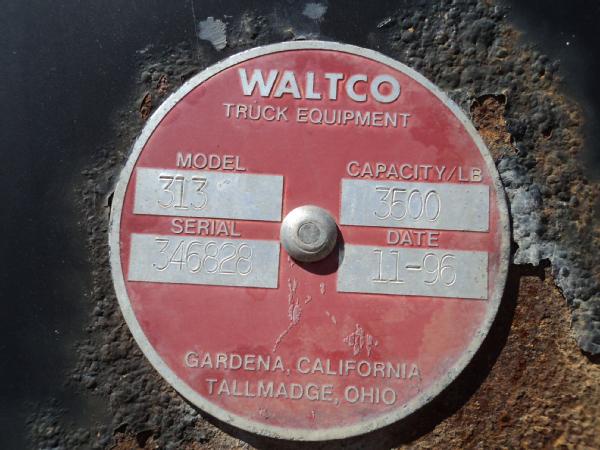 WALTCO
TRUCK EQUIPMENT
MODEL CAPACITY/LB
313 3500
SERIAL DATE
346828 11-96
GARDENA, CALIFORNIA
TALLMADGE, OHIO